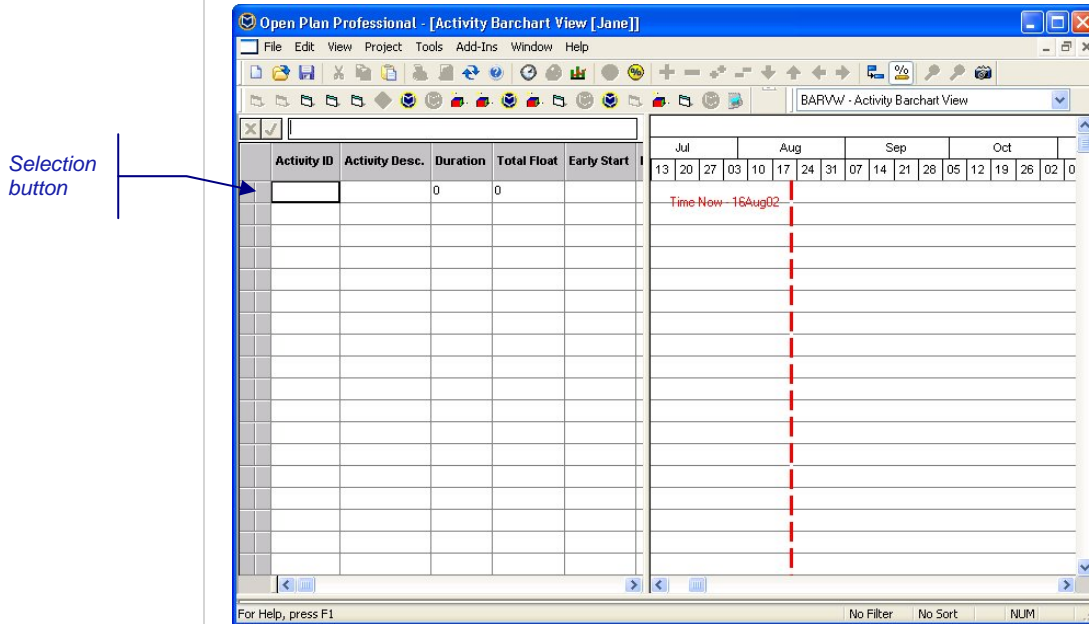 Open Plan Professional - [Activity Barchart View [Jane]]
File Edit View Project Tools Add-Ins Window Help
BARVW - Activity Barchart View
Selection
button
Activity ID Activity Desc. Duration Total Float Early Start
Jul Aug Sep Oct
13 20 27 03 10 17 24 31 07 14 21 28 05 12 19 26 02 0
0 0
Time Now - 16Aug02
For Help, press F1 No Filter No Sort NUM